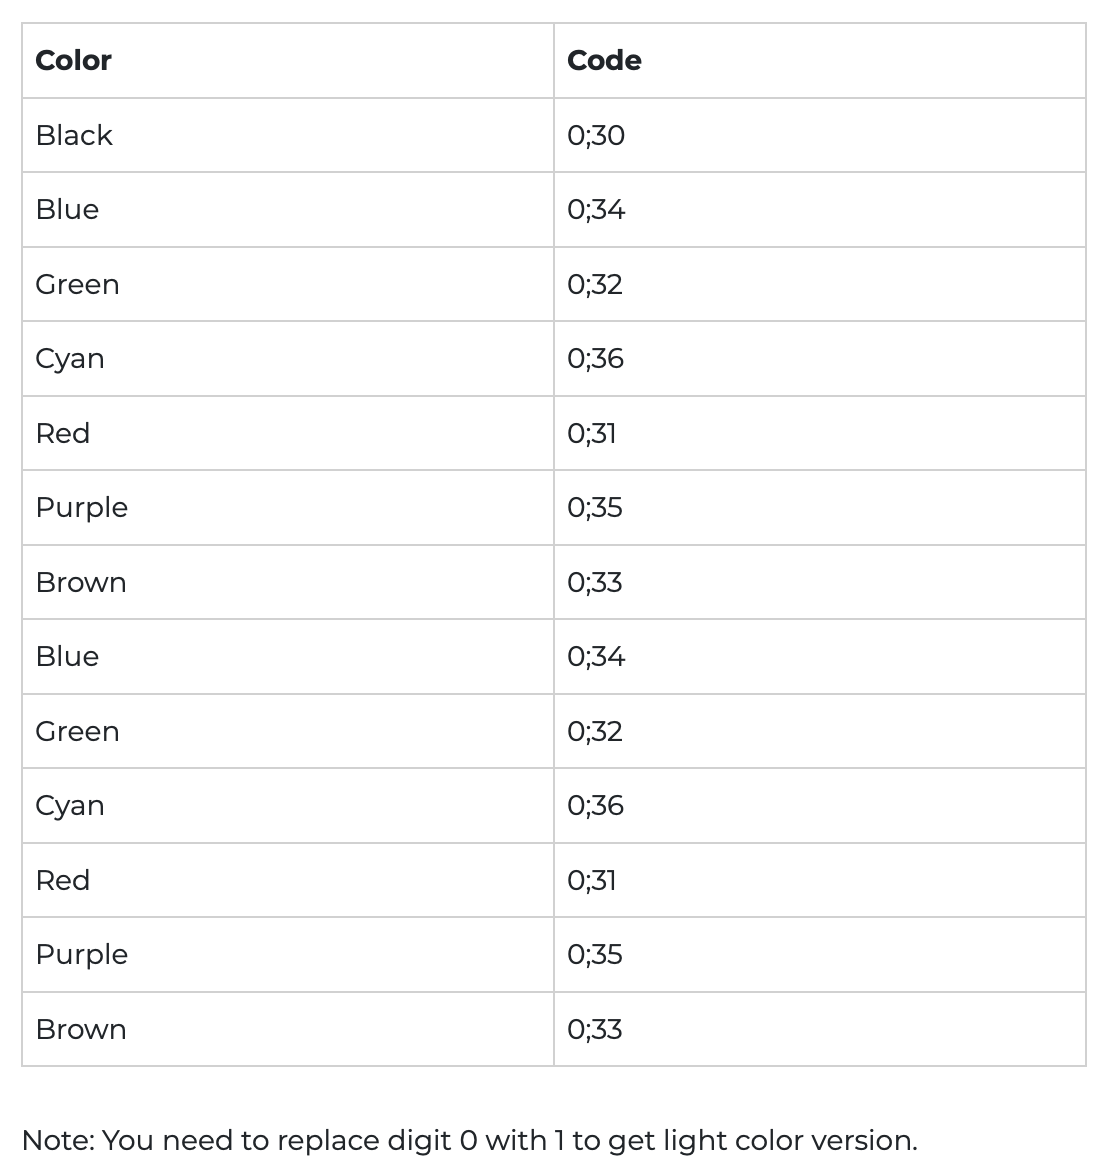 Color Code
Black 0;30
Blue 0;34
Green 0;32
Cyan 0;36
Red 0;31
Purple 0;35
Brown 0;33
Blue 0;34
Green 0;32
Cyan 0;36
Red 0;31
Purple 0;35
Brown 0;33
Note: You need to replace digit 0 with 1 to get light color version.